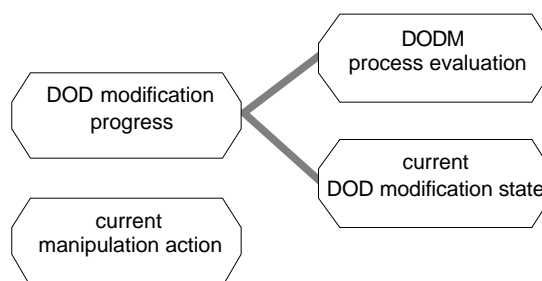 DODM
process evaluation
DOD modification
progress
current
DOD modification state
current
manipulation action